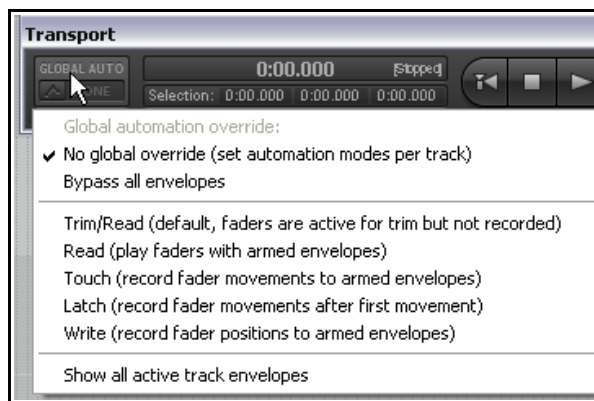 Transport
GLOBAL AUTO 0:00.000 [Stopped]
NONE Selection: 0:00.000 0:00.000 0:00.000
Global automation override:
No global override (set automation modes per track)
Bypass all envelopes
Trim/Read (default, faders are active for trim but not recorded)
Read (play faders with armed envelopes)
Touch (record fader movements to armed envelopes)
Latch (record fader movements after first movement)
Write (record fader positions to armed envelopes)
Show all active track envelopes